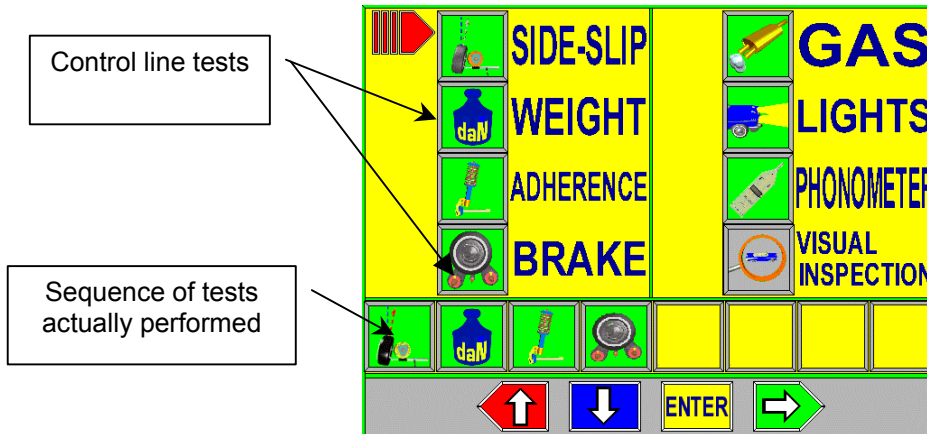 Control line tests
Sequence of tests
actually performed
SIDE-SLIP
daN WEIGHT
ADHERENCE
BRAKE
GAS
LIGHTS
PHONOMETER
VISUAL
INSPECTION
daN
ENTER